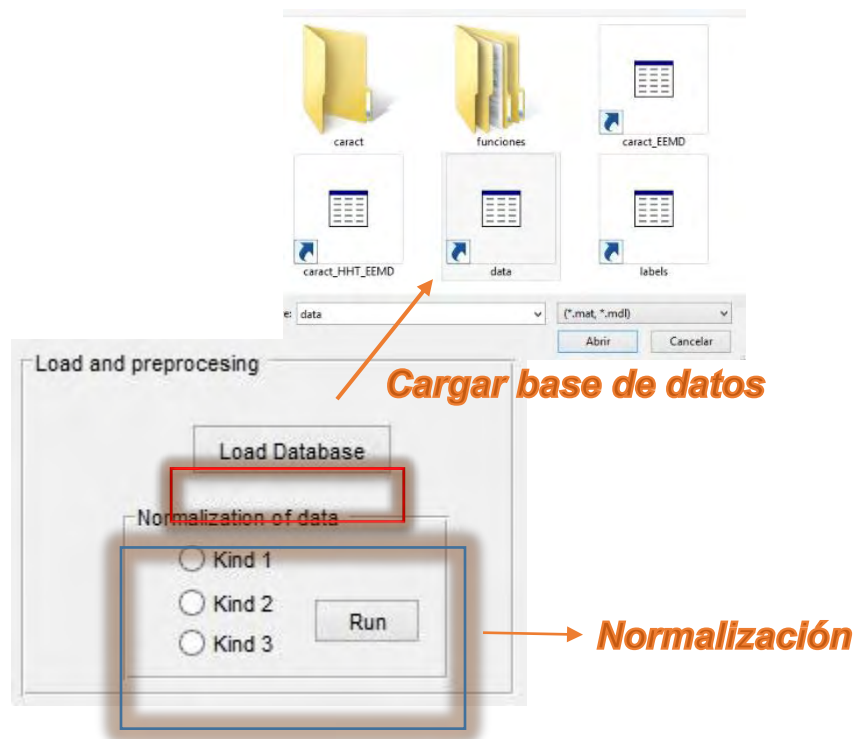 caract
funciones
caract_EEMD
caract_HHT_EEMD
data
labels
e: data
(*.mat, *.mdl)
Abrir
Cancelar
Load and preprocesing
Cargar base de datos
Load Database
Normalization of data
Kind 1
Kind 2
Run
Kind 3
Normalización